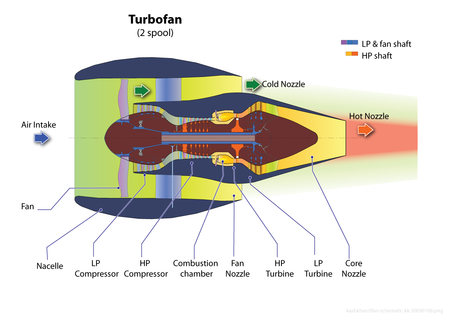 Turbofan
(2 spool)
LP & fan shaft
HP shaft
Cold Nozzle
Hot Nozzle
Air Intake
Fan
Nacelle
LP
Compressor
HP
Compressor
Combustion
chamber
Fan
Nozzle
HP
Turbine
LP
Turbine
Core
Nozzle